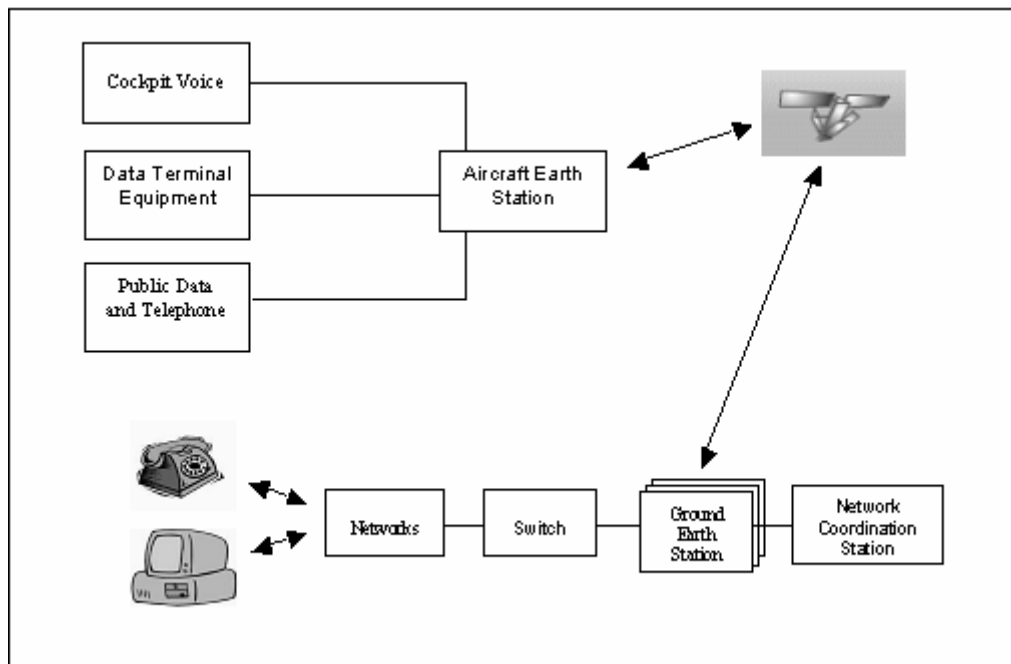 Cockpit Voice
Data Terminal
Equipment
Public Data
and Telephone
Aircraft Earth
Station
Networks
Switch
Ground
Earth
Station
Network
Coordination
Station